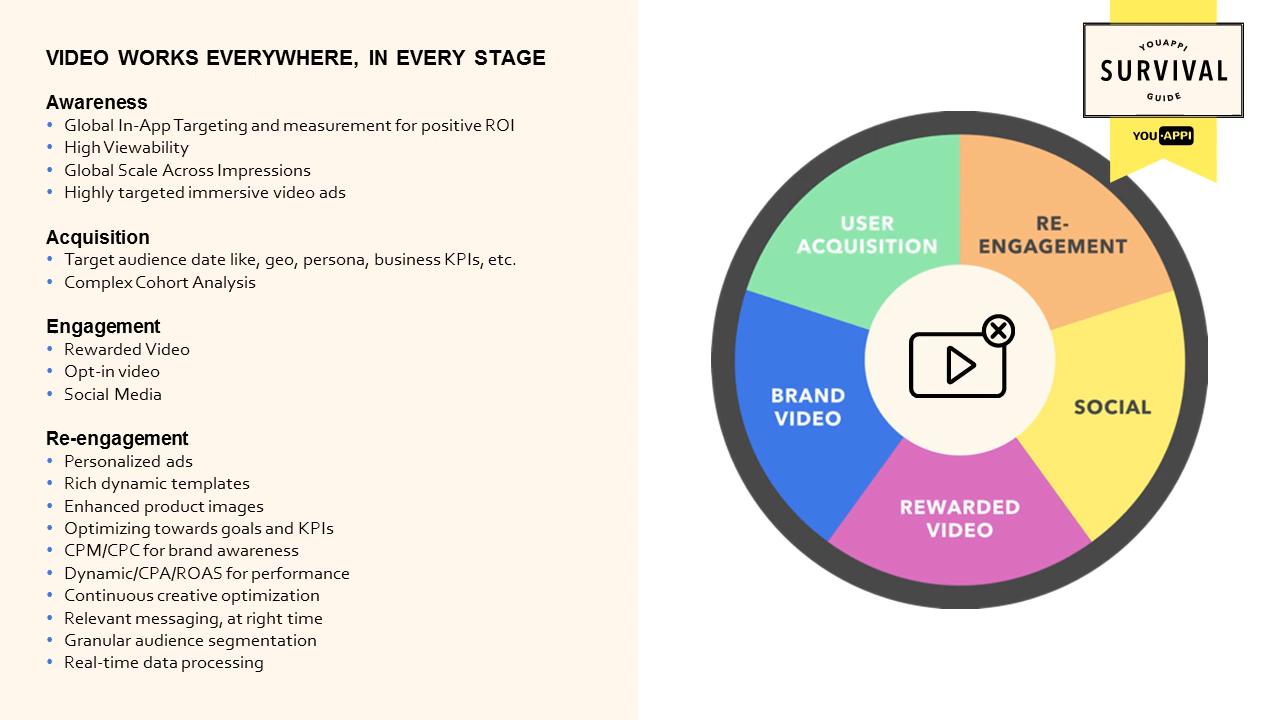 VIDEO WORKS EVERYWHERE, IN EVERY STAGE
Awareness
• Global In-App Targeting and measurement for positive ROI
• High Viewability
• Global Scale Across Impressions
• Highly targeted immersive video ads
Acquisition
• Target audience date like, geo, persona, business KPIs, etc.
• Complex Cohort Analysis
Engagement
• Rewarded Video
• Opt-in video
• Social Media
Re-engagement
• Personalized ads
• Rich dynamic templates
• Enhanced product images
• Optimizing towards goals and KPIs
• CPM/CPC for brand awareness
• Dynamic/CPA/ROAS for performance
• Continuous creative optimization
• Relevant messaging, at right time
• Granular audience segmentation
• Real-time data processing
YOUAPPI
SURVIVAL
GUIDE
YOU APPI
USER
ACQUISITION
RE-
ENGAGEMENT
BRAND
VIDEO
SOCIAL
REWARDED
VIDEO